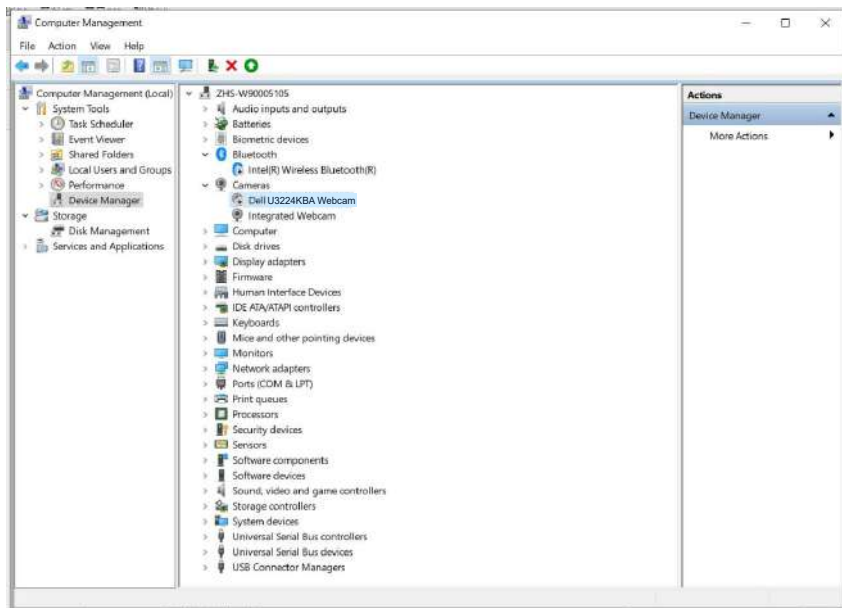 Computer Management
File Action View Help
Computer Management (Local)
System Tools
Task Scheduler
Event Viewer
Shared Folders
Local Users and Groups
Performance
Device Manager
Storage
Disk Management
Services and Applications
ZHS-W90005105
Audio inputs and outputs
Batteries
Biometric devices
Bluetooth
Intel(R) Wireless Bluetooth(R)
Cameras
Dell U3224KBA Webcam
Integrated Webcam
Computer
Disk drives
Display adapters
Firmware
Human Interface Devices
IDE ATA/ATAPI controllers
Keyboards
Mice and other pointing devices
Monitors
Network adapters
Ports (COM & LPT)
Print queues
Processors
Security devices
Sensors
Software components
Software devices
Sound, video and game controllers
Storage controllers
System devices
Universal Serial Bus controllers
Universal Serial Bus devices
USB Connector Managers
Actions
Device Manager
More Actions